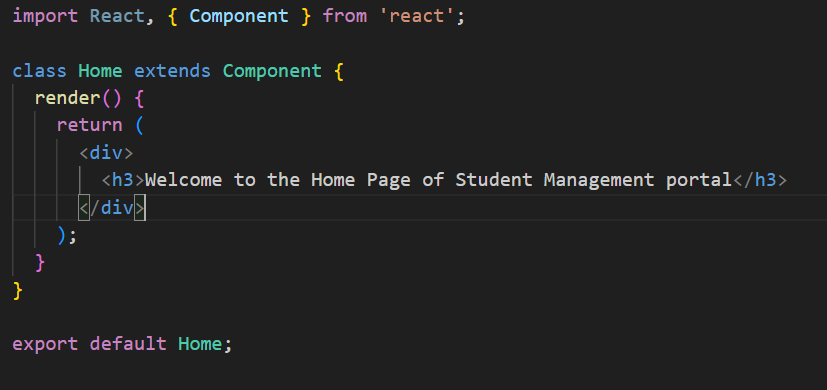 import React, { Component } from 'react';
class Home extends Component {
render() {
return (
<div>
<h3>Welcome to the Home Page of Student Management portal</h3>
</div>
);
}
}
export default Home;